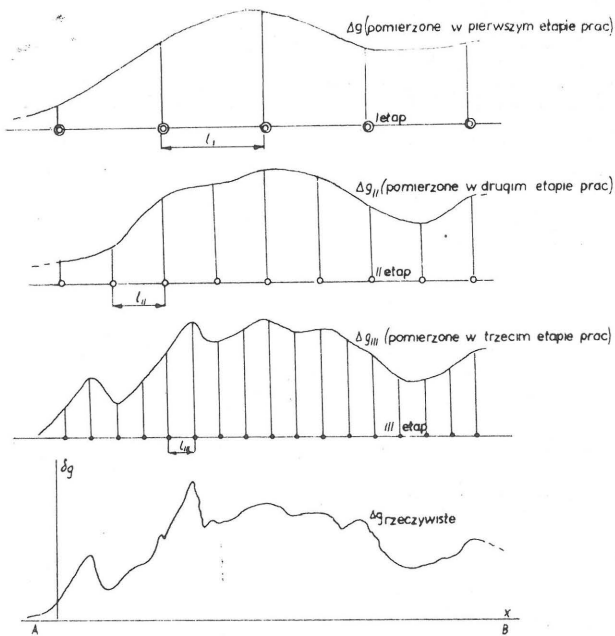 Δg (pomierzone w pierwszym etapie prac)
I etap
l_I
Δg_II (pomierzone w drugim etapie prac)
II etap
l_II
Δg_III (pomierzone w trzecim etapie prac)
III etap
l_III
δg
Δg rzeczywiste
A
x
B